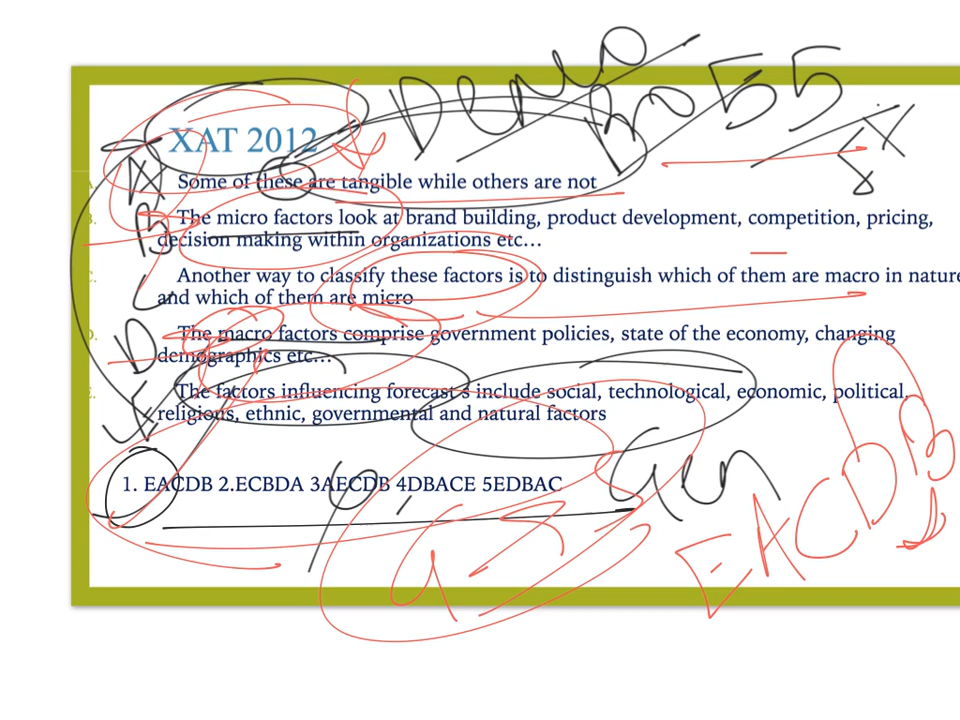 XAT 2012
A. Some of these are tangible while others are not
B. The micro factors look at brand building, product development, competition, pricing,
decision making within organizations etc...
C. Another way to classify these factors is to distinguish which of them are macro in nature
and which of them are micro
D. The macro factors comprise government policies, state of the economy, changing
demographics etc...
E. The factors influencing forecast s include social, technological, economic, political,
religious, ethnic, governmental and natural factors
1. EACDB 2.ECBDA 3AECDB 4DBACE 5EDBAC
Gen
EACDB